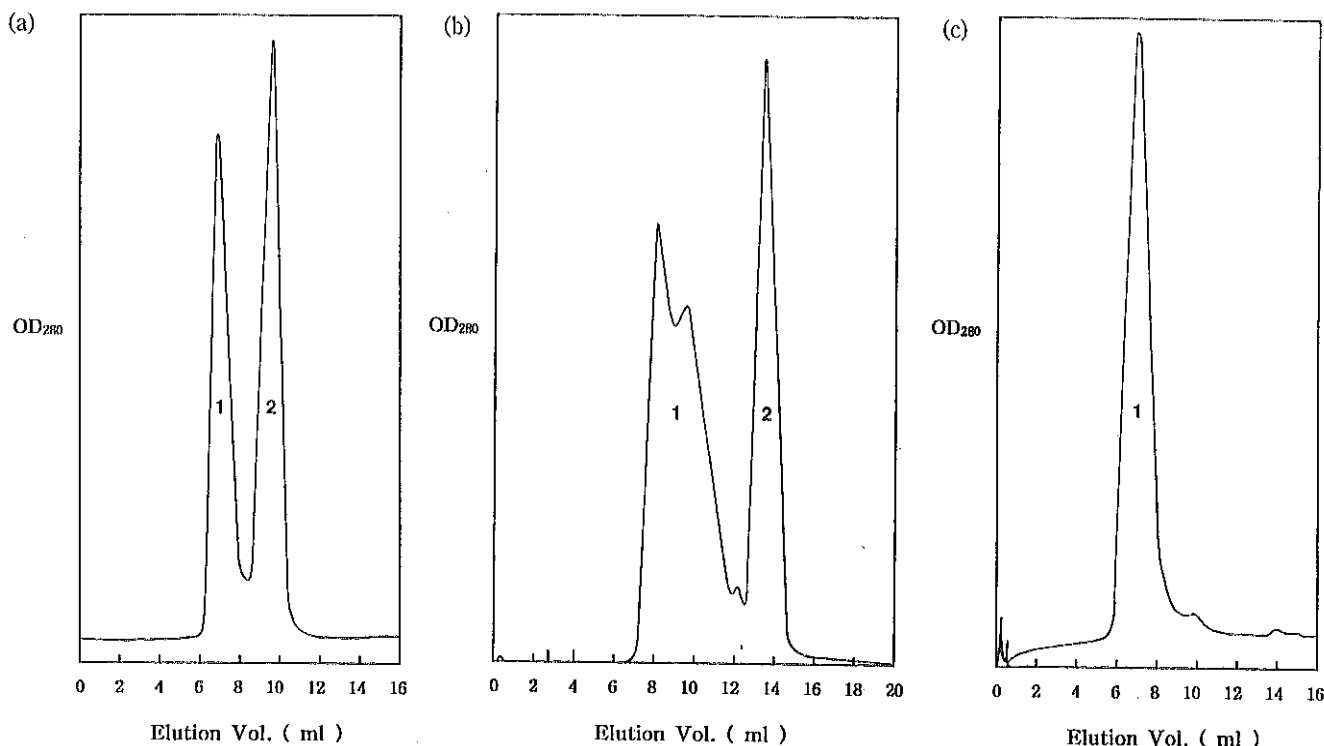 (a)
OD280
1
2
0 2 4 6 8 10 12 14 16
Elution Vol. ( ml )
(b)
OD280
1
2
0 2 4 6 8 10 12 14 16 18 20
Elution Vol. ( ml )
(c)
OD280
1
0 2 4 6 8 10 12 14 16
Elution Vol. ( ml )